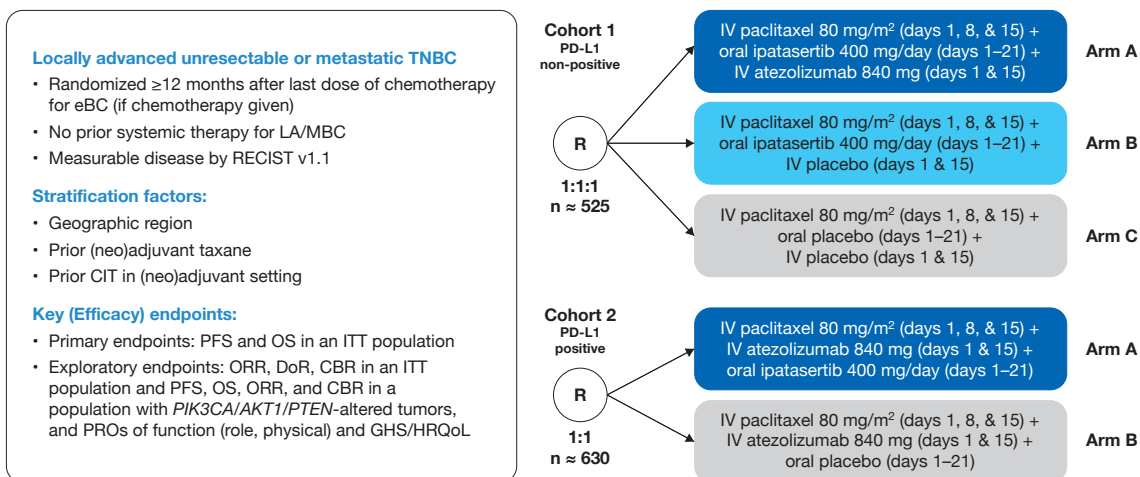 Locally advanced unresectable or metastatic TNBC
• Randomized ≥12 months after last dose of chemotherapy
for eBC (if chemotherapy given)
• No prior systemic therapy for LA/MBC
• Measurable disease by RECIST v1.1
Stratification factors:
• Geographic region
• Prior (neo)adjuvant taxane
• Prior CIT in (neo)adjuvant setting
Key (Efficacy) endpoints:
• Primary endpoints: PFS and OS in an ITT population
• Exploratory endpoints: ORR, DoR, CBR in an ITT
population and PFS, OS, ORR, and CBR in a
population with PIK3CA/AKT1/PTEN-altered tumors,
and PROs of function (role, physical) and GHS/HRQoL
Cohort 1
PD-L1
non-positive
R
1:1:1
n ≈ 525
IV paclitaxel 80 mg/m² (days 1, 8, & 15) +
oral ipatasertib 400 mg/day (days 1–21) +
IV atezolizumab 840 mg (days 1 & 15)
Arm A
IV paclitaxel 80 mg/m² (days 1, 8, & 15) +
oral ipatasertib 400 mg/day (days 1–21) +
IV placebo (days 1 & 15)
Arm B
IV paclitaxel 80 mg/m² (days 1, 8, & 15) +
oral placebo (days 1–21) +
IV placebo (days 1 & 15)
Arm C
Cohort 2
PD-L1
positive
R
1:1
n ≈ 630
IV paclitaxel 80 mg/m² (days 1, 8, & 15) +
IV atezolizumab 840 mg (days 1 & 15) +
oral ipatasertib 400 mg/day (days 1–21)
Arm A
IV paclitaxel 80 mg/m² (days 1, 8, & 15) +
IV atezolizumab 840 mg (days 1 & 15) +
oral placebo (days 1–21)
Arm B